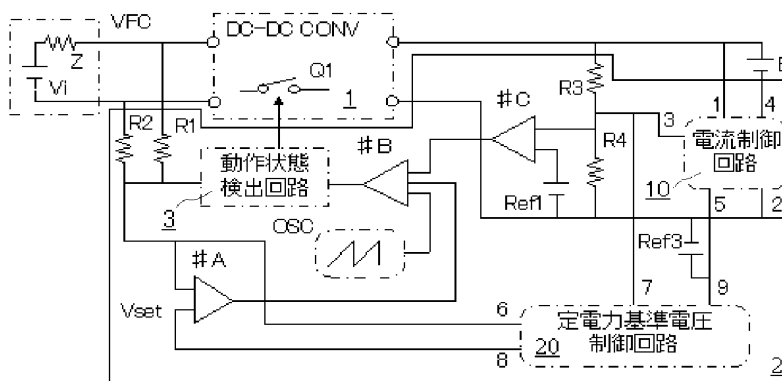 VFC
DC-DC CONV
Z
Vi
Q1
1
R3
1
4
R2
R1
#C
3
電流制御
回路
10
R4
#B
動作状態
検出回路
3
Ref1
5
2
OSC
Ref3
#A
7
9
Vset
6
定電力基準電圧
制御回路
20
8
2